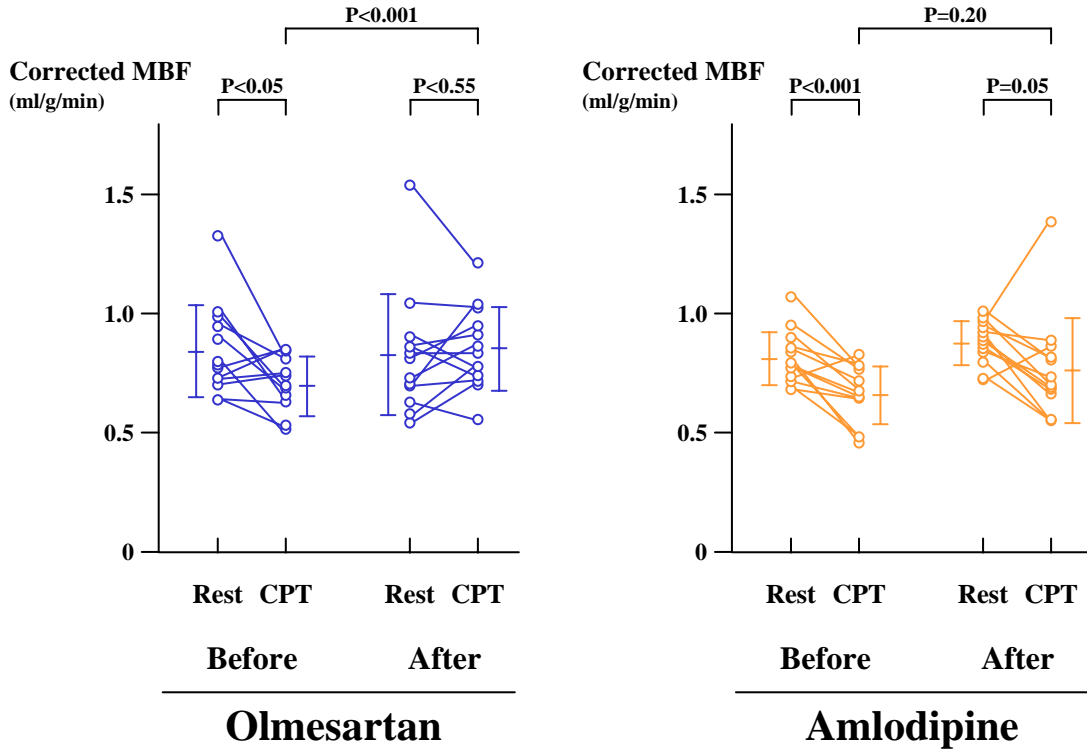 P<0.001
Corrected MBF
(ml/g/min)
P<0.05
P<0.55
1.5
1.0
0.5
0
Rest CPT
Rest CPT
Before
After
Olmesartan
P=0.20
Corrected MBF
(ml/g/min)
P<0.001
P=0.05
1.5
1.0
0.5
0
Rest CPT
Rest CPT
Before
After
Amlodipine